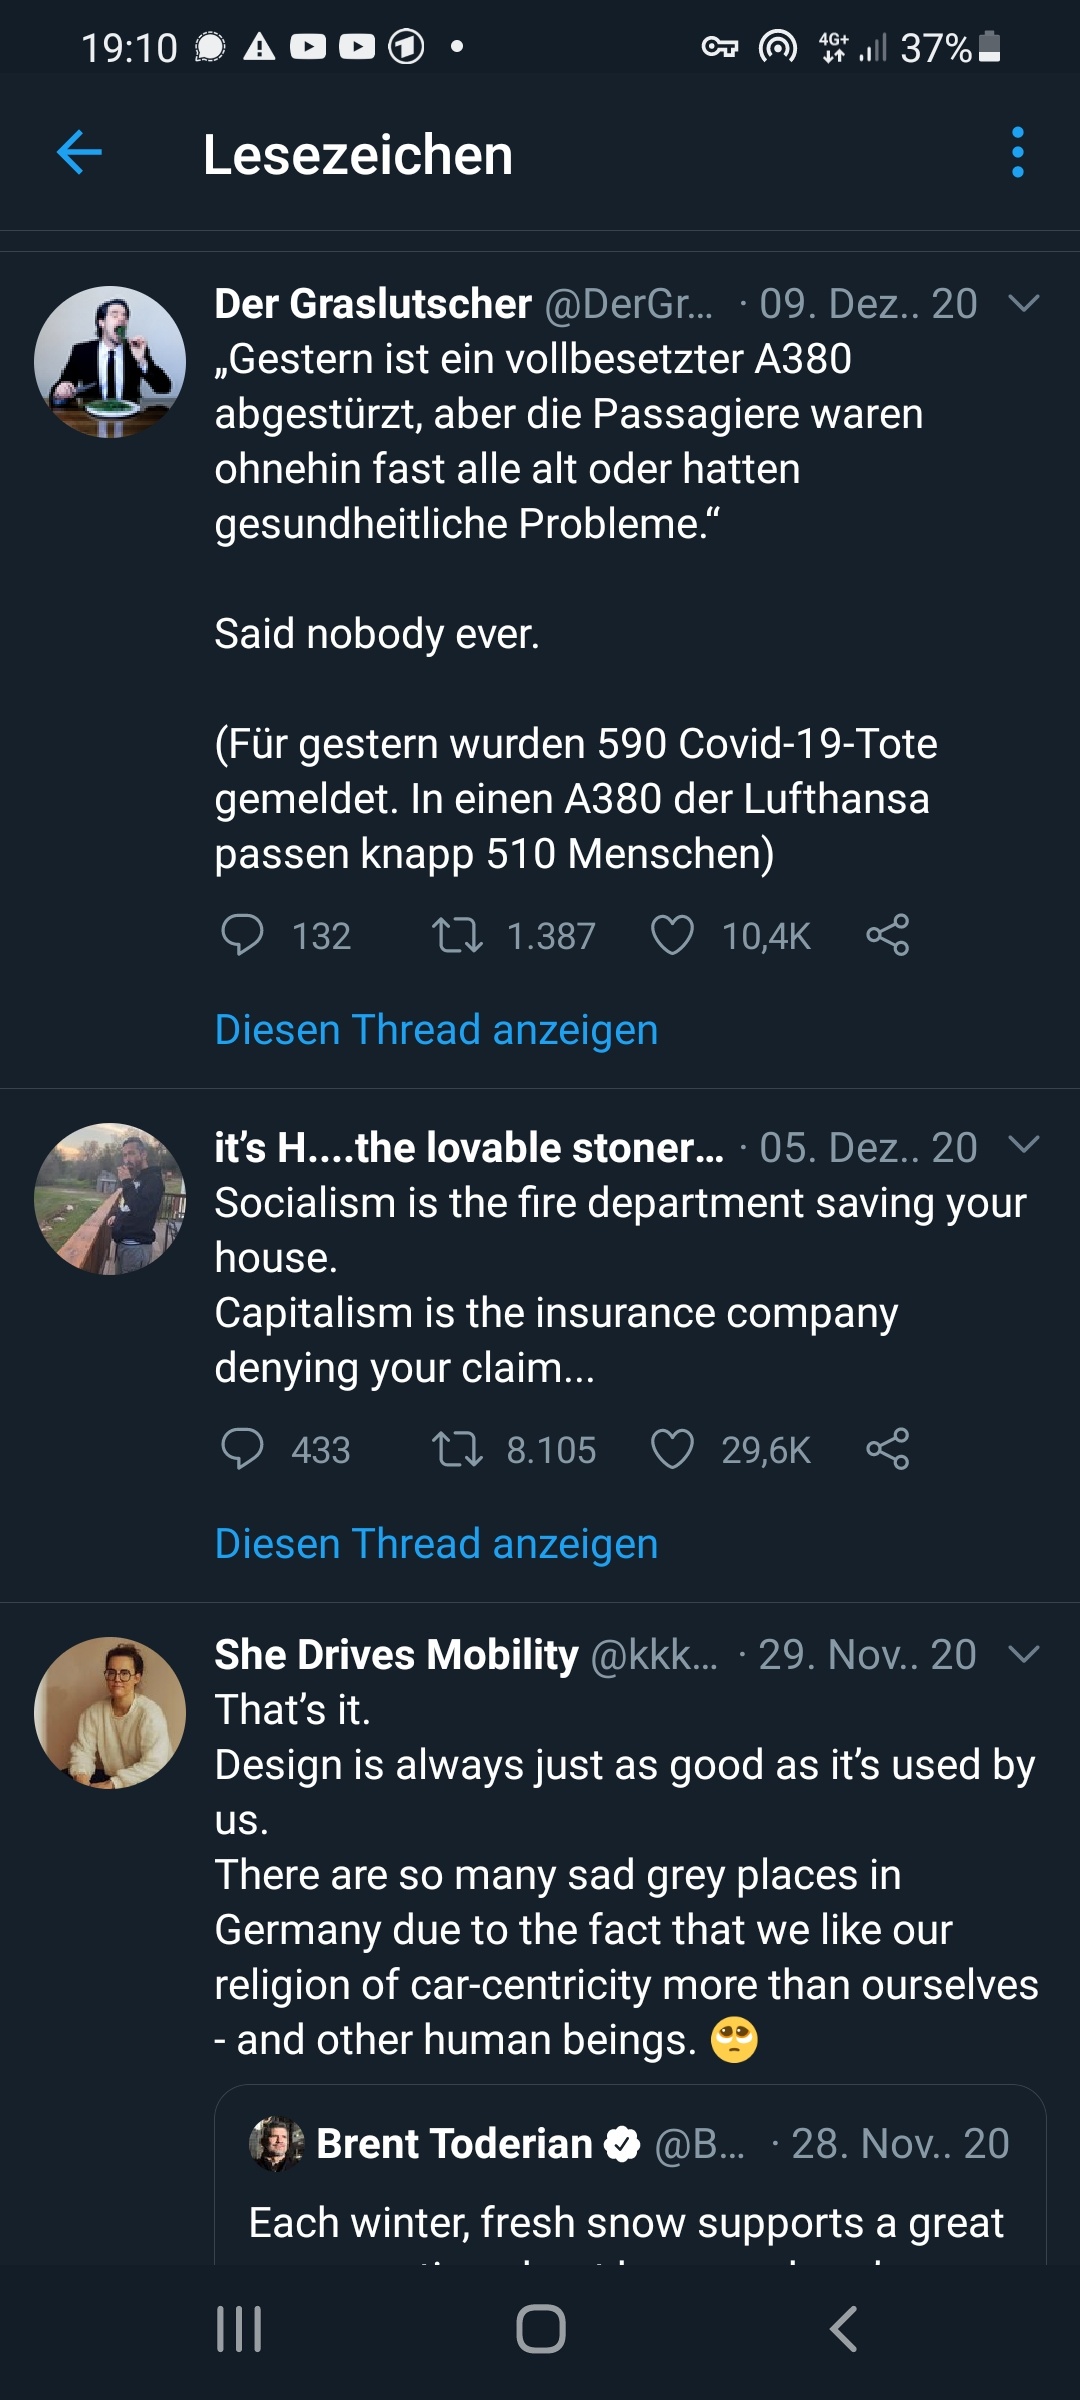 19:10 4G+ 37%
Lesezeichen
Der Graslutscher @DerGr... · 09. Dez.. 20
„Gestern ist ein vollbesetzter A380
abgestürzt, aber die Passagiere waren
ohnehin fast alle alt oder hatten
gesundheitliche Probleme.“
Said nobody ever.
(Für gestern wurden 590 Covid-19-Tote
gemeldet. In einen A380 der Lufthansa
passen knapp 510 Menschen)
132 1.387 10,4K
Diesen Thread anzeigen
it’s H....the lovable stoner... · 05. Dez.. 20
Socialism is the fire department saving your
house.
Capitalism is the insurance company
denying your claim...
433 8.105 29,6K
Diesen Thread anzeigen
She Drives Mobility @kkk... · 29. Nov.. 20
That’s it.
Design is always just as good as it’s used by
us.
There are so many sad grey places in
Germany due to the fact that we like our
religion of car-centricity more than ourselves
- and other human beings. 🥺
Brent Toderian @B... · 28. Nov.. 20
Each winter, fresh snow supports a great